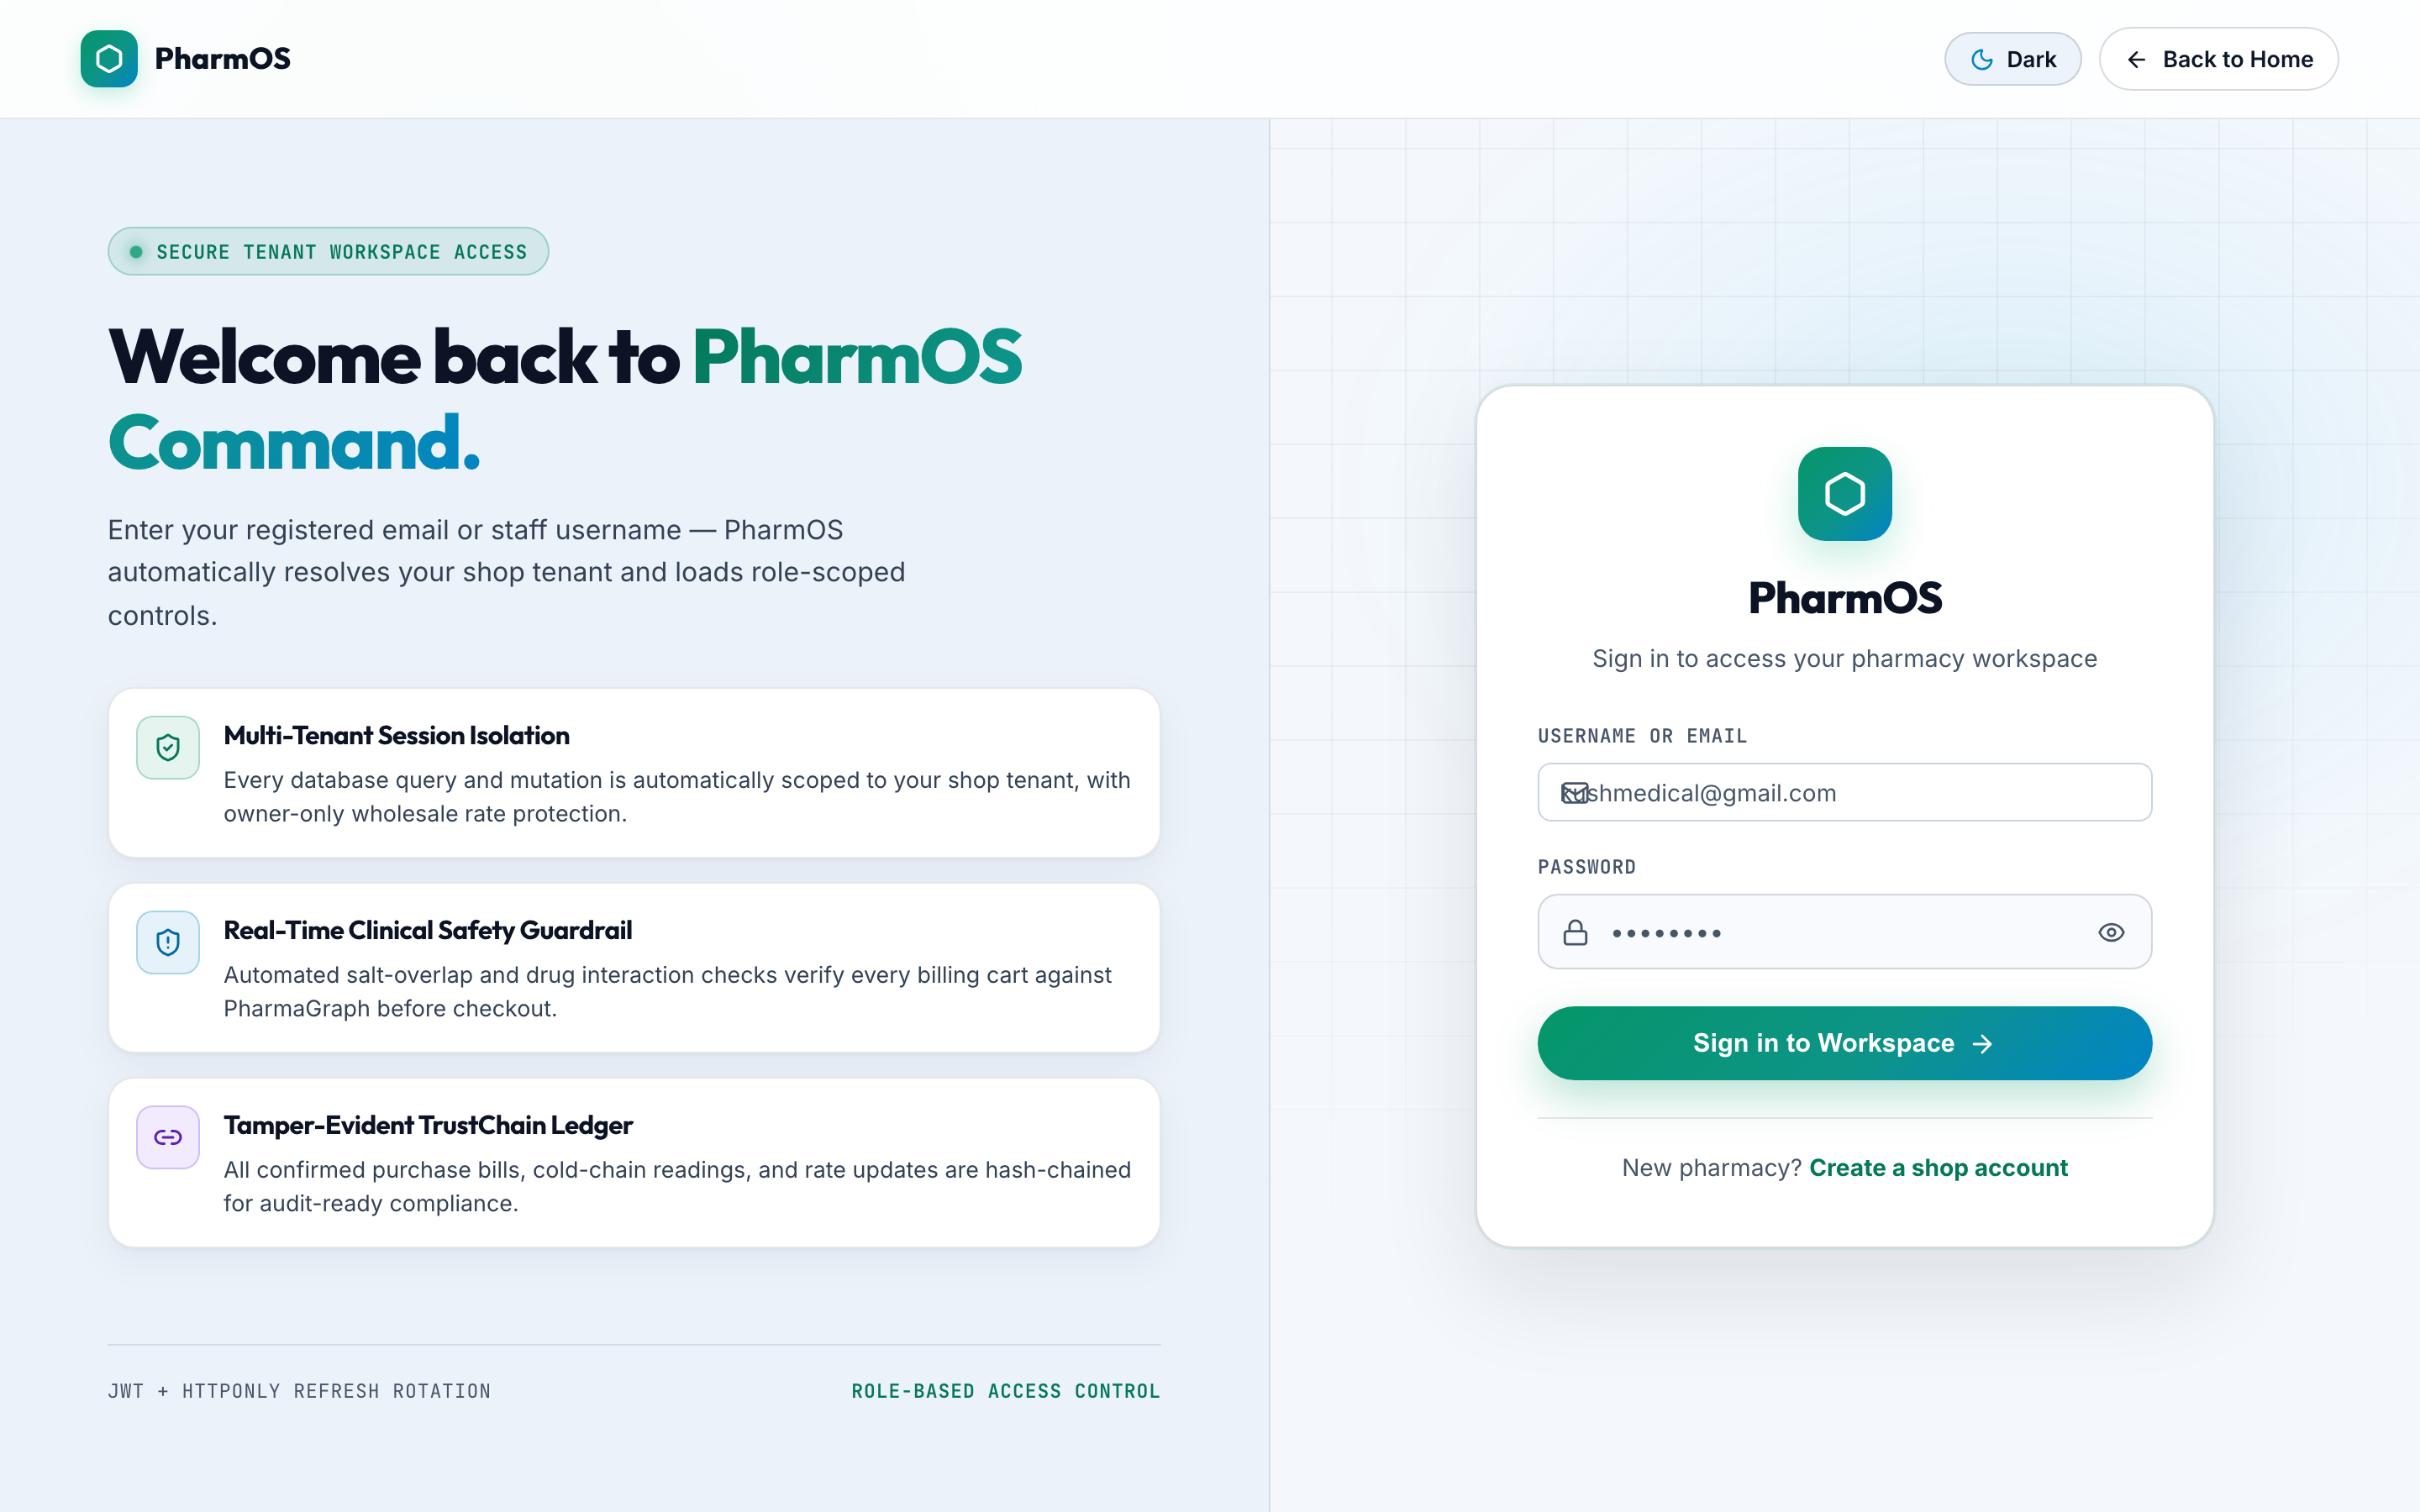 PharmOS
Dark
Back to Home
SECURE TENANT WORKSPACE ACCESS
Welcome back to PharmOS
Command.
Enter your registered email or staff username — PharmOS
automatically resolves your shop tenant and loads role-scoped
controls.
Multi-Tenant Session Isolation
Every database query and mutation is automatically scoped to your shop tenant, with
owner-only wholesale rate protection.
Real-Time Clinical Safety Guardrail
Automated salt-overlap and drug interaction checks verify every billing cart against
PharmaGraph before checkout.
Tamper-Evident TrustChain Ledger
All confirmed purchase bills, cold-chain readings, and rate updates are hash-chained
for audit-ready compliance.
JWT + HTTPONLY REFRESH ROTATION
ROLE-BASED ACCESS CONTROL
PharmOS
Sign in to access your pharmacy workspace
USERNAME OR EMAIL
PASSWORD
••••••••
Sign in to Workspace
New pharmacy? Create a shop account